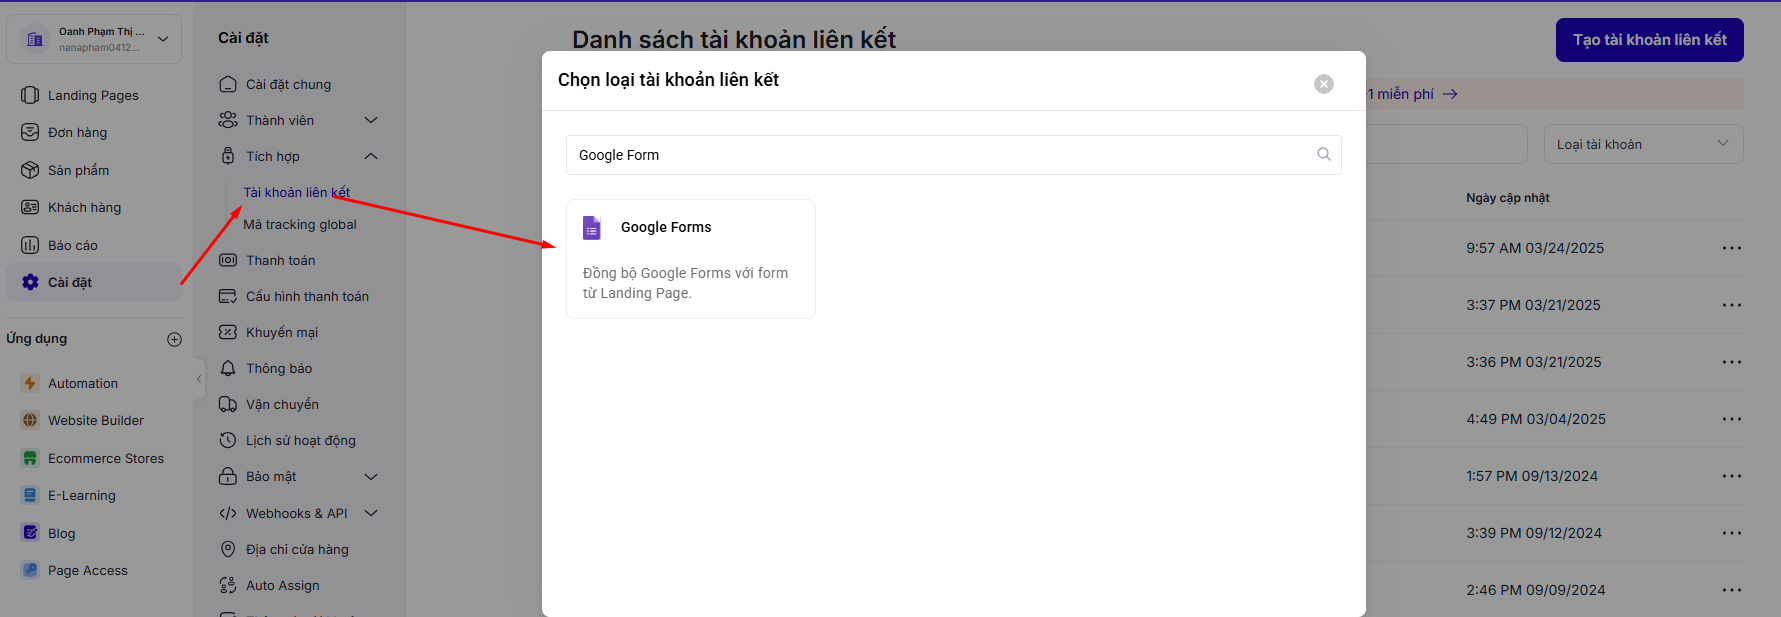 Oanh Phạm Thị ...
nanapham0412...
Landing Pages
Đơn hàng
Sản phẩm
Khách hàng
Báo cáo
Cài đặt
Ứng dụng
Automation
Website Builder
Ecommerce Stores
E-Learning
Blog
Page Access
Cài đặt
Cài đặt chung
Thành viên
Tích hợp
Tài khoản liên kết
Mã tracking global
Thanh toán
Cấu hình thanh toán
Khuyến mại
Thông báo
Vận chuyển
Lịch sử hoạt động
Bảo mật
Webhooks & API
Địa chỉ cửa hàng
Auto Assign
Danh sách tài khoản liên kết
Tạo tài khoản liên kết
1 miễn phí
Loại tài khoản
Ngày cập nhật
9:57 AM 03/24/2025
3:37 PM 03/21/2025
3:36 PM 03/21/2025
4:49 PM 03/04/2025
1:57 PM 09/13/2024
3:39 PM 09/12/2024
2:46 PM 09/09/2024
Chọn loại tài khoản liên kết
Google Form
Google Forms
Đồng bộ Google Forms với form
từ Landing Page.